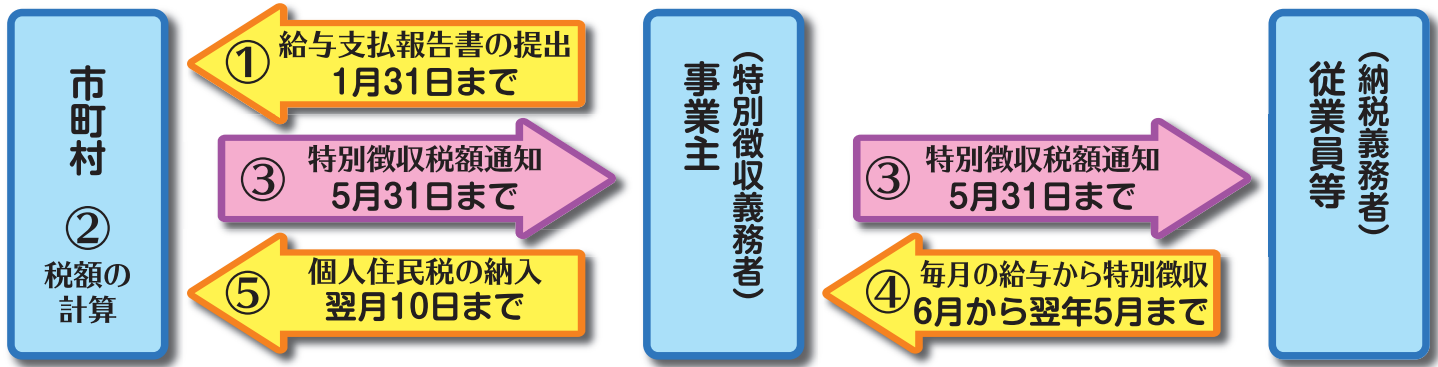 市町村
②
税額の
計算
① 給与支払報告書の提出
1月31日まで
③ 特別徴収税額通知
5月31日まで
⑤ 個人住民税の納入
翌月10日まで
（特別徴収義務者）
事業主
③ 特別徴収税額通知
5月31日まで
④ 毎月の給与から特別徴収
6月から翌年5月まで
（納税義務者）
従業員等